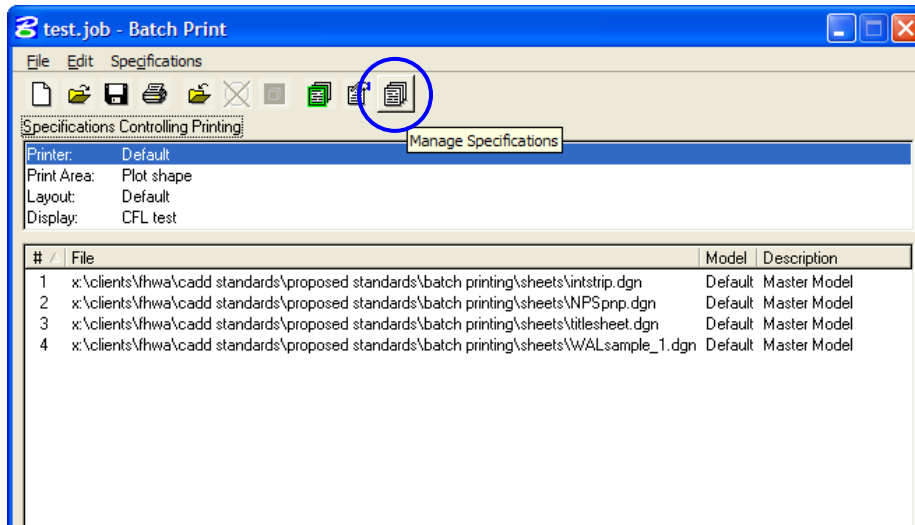 test.job - Batch Print
File Edit Specifications
Manage Specifications
Specifications Controlling Printing
Printer: Default
Print Area: Plot shape
Layout: Default
Display: CFL test
# File Model Description
1 x:\clients\fhwa\cadd standards\proposed standards\batch printing\sheets\intstrip.dgn Default Master Model
2 x:\clients\fhwa\cadd standards\proposed standards\batch printing\sheets\NPSpnp.dgn Default Master Model
3 x:\clients\fhwa\cadd standards\proposed standards\batch printing\sheets\titlesheet.dgn Default Master Model
4 x:\clients\fhwa\cadd standards\proposed standards\batch printing\sheets\WALsample_1.dgn Default Master Model